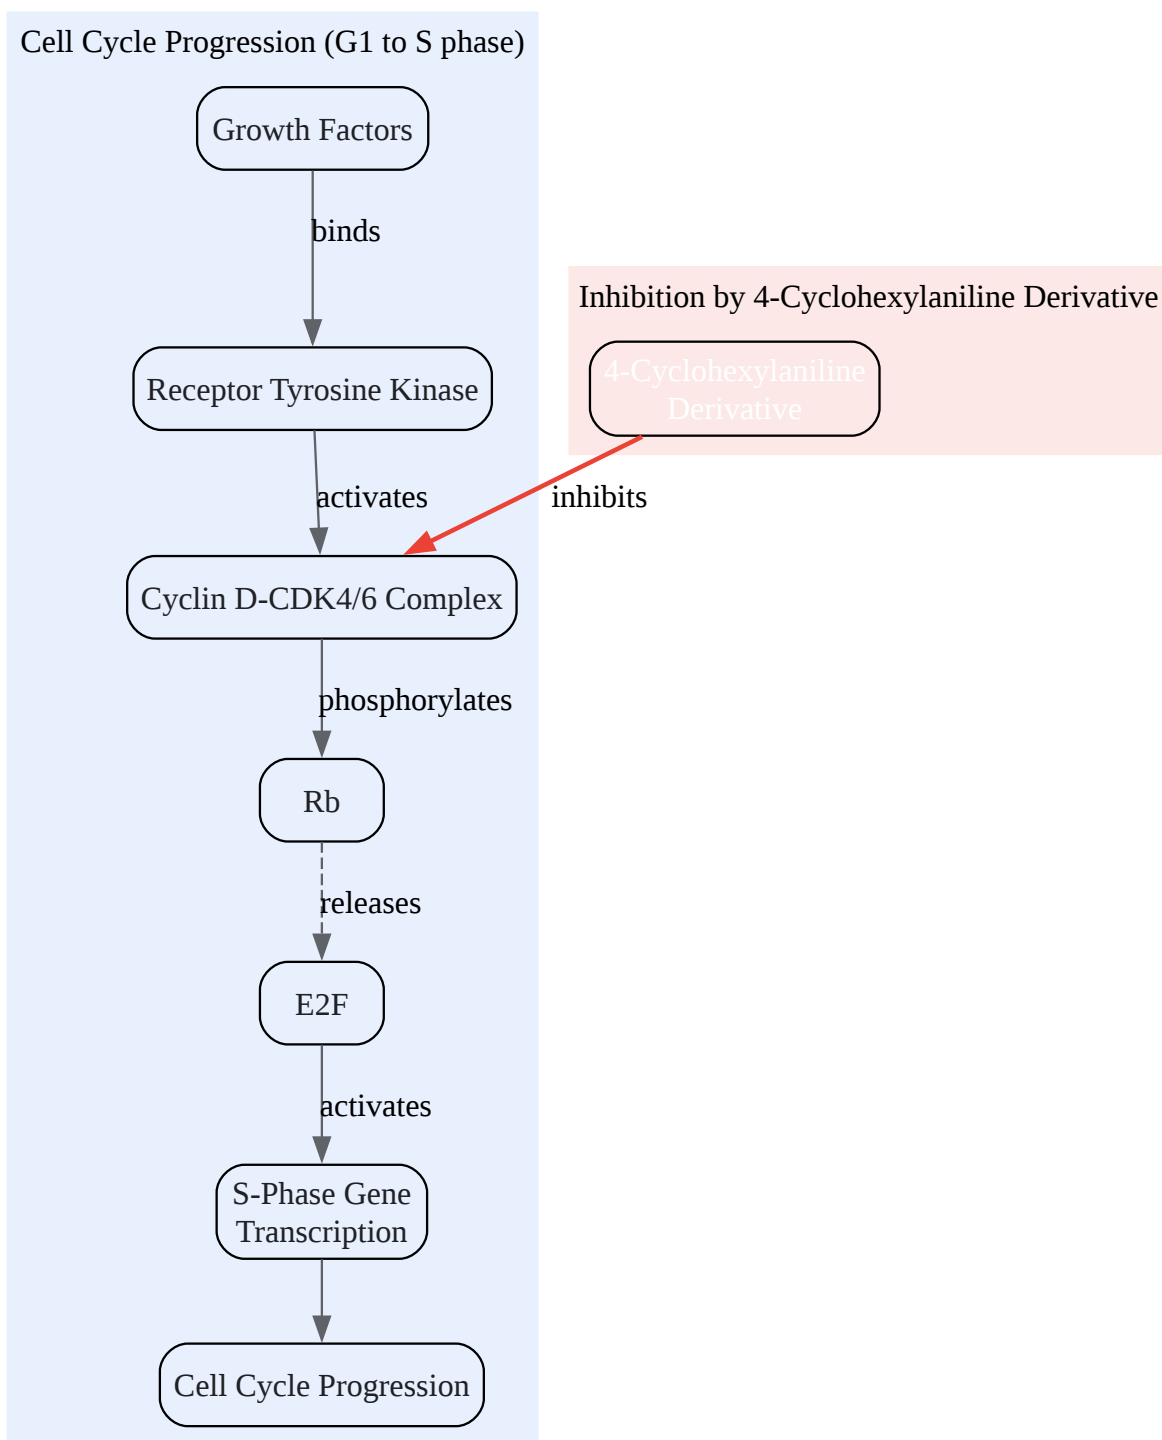 Cell Cycle Progression (G1 to S phase)
Growth Factors
binds
Inhibition by 4-Cyclohexylaniline Derivative
4-Cyclohexylaniline
Derivative
Receptor Tyrosine Kinase
activates
inhibits
Cyclin D-CDK4/6 Complex
phosphorylates
Rb
releases
E2F
activates
S-Phase Gene
Transcription
Cell Cycle Progression